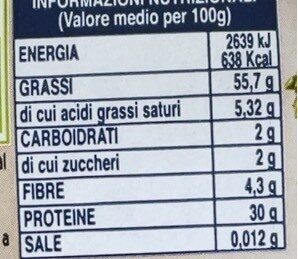 INFORMAZIONI NUTRIZIONALI
(Valore medio per 100g)
ENERGIA 2639 kJ
638 Kcal
GRASSI 55,7 g
di cui acidi grassi saturi 5,32 g
CARBOIDRATI 2 g
di cui zuccheri 2 g
FIBRE 4,3 g
PROTEINE 30 g
a SALE 0,012 g